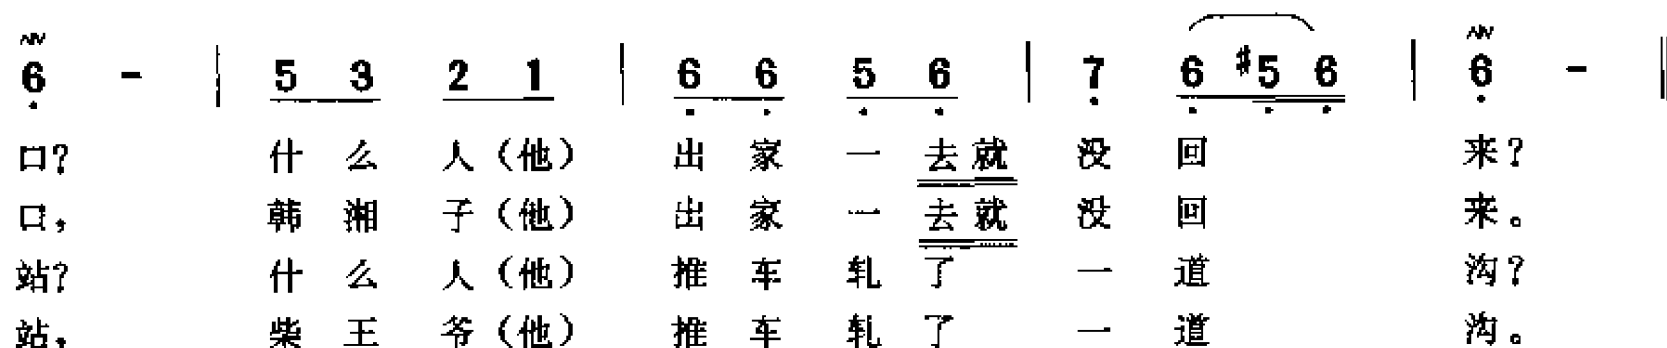 6 - | 5 3 2 1 | 6 6 5 6 | 7 6 #5 6 | 6 - ‖
口? 什么人(他) 出家一去就没回来?
口, 韩湘子(他) 出家一去就没回来。
站? 什么人(他) 推车轧了一道沟?
站, 柴王爷(他) 推车轧了一道沟。